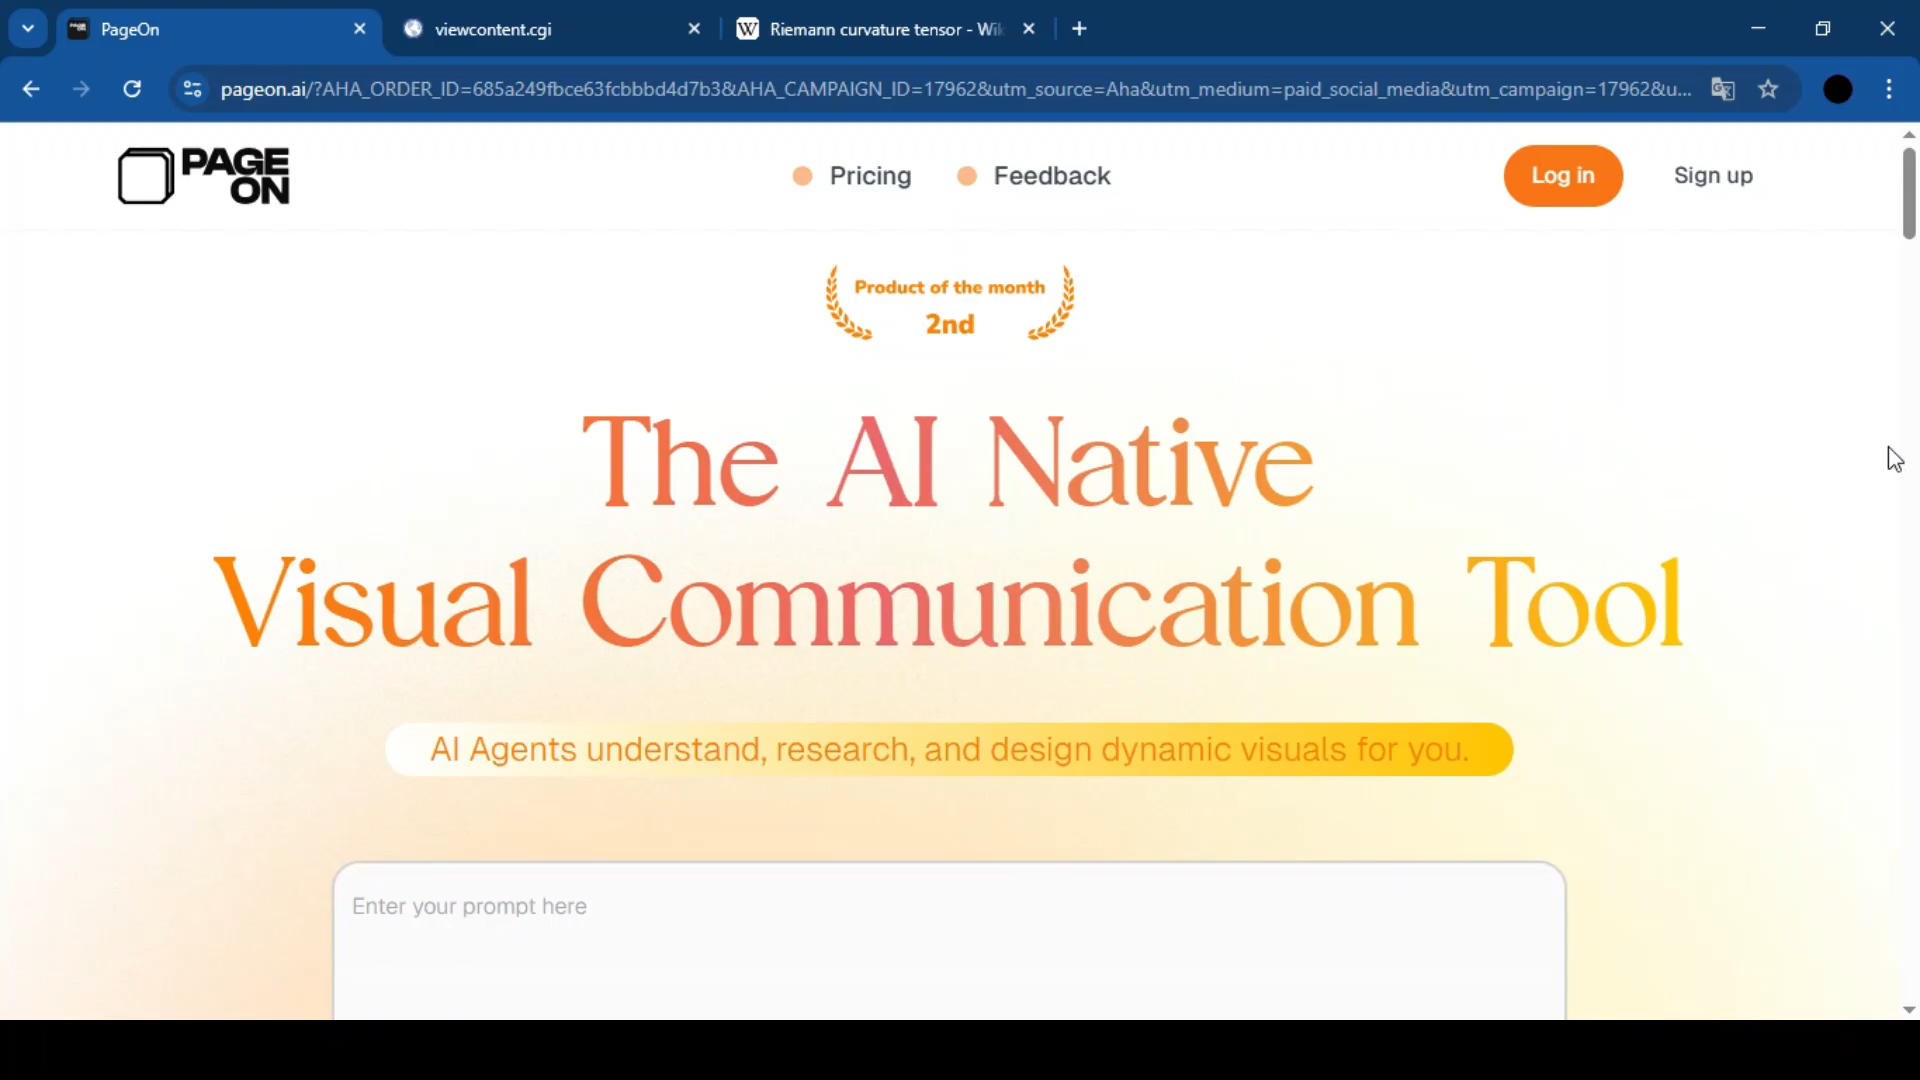 PageOn
viewcontent.cgi
Riemann curvature tensor - Wi
pageon.ai/?AHA_ORDER_ID=685a249fbce63fcbbbd4d7b3&AHA_CAMPAIGN_ID=17962&utm_source=Aha&utm_medium=paid_social_media&utm_campaign=17962&u...
PAGE
ON
Pricing
Feedback
Log in
Sign up
Product of the month
2nd
The AI Native
Visual Communication Tool
AI Agents understand, research, and design dynamic visuals for you.
Enter your prompt here